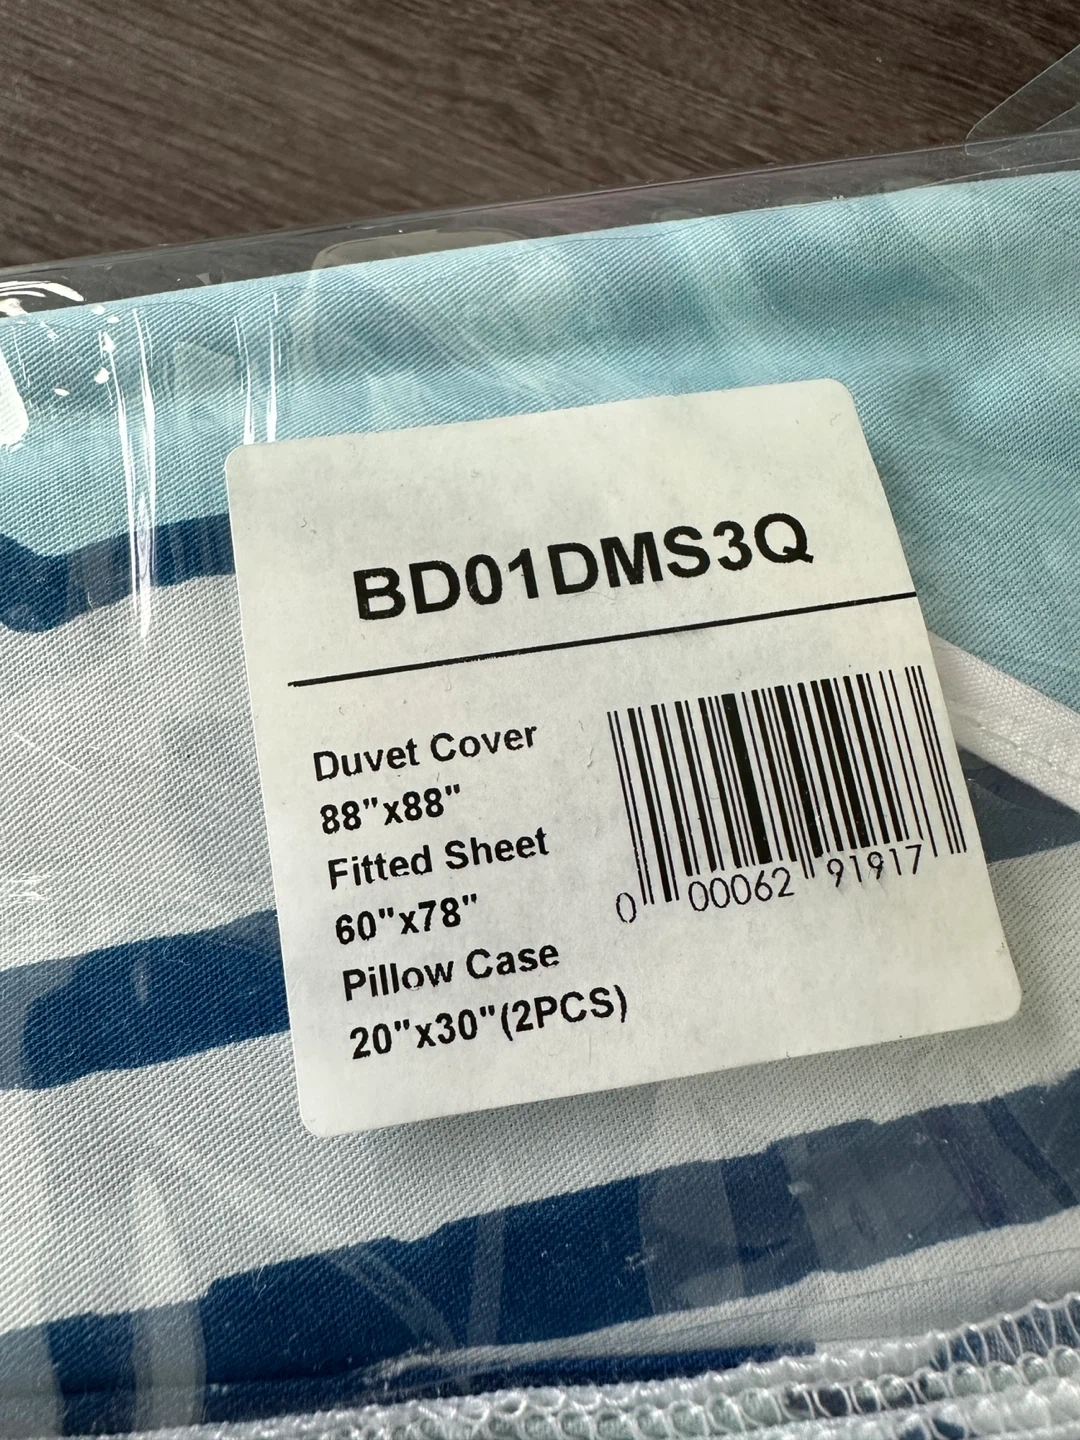 BD01DMS3Q
Duvet Cover
88"x88"
Fitted Sheet
60"x78"
Pillow Case
20"x30"(2PCS)
0 00062 91917